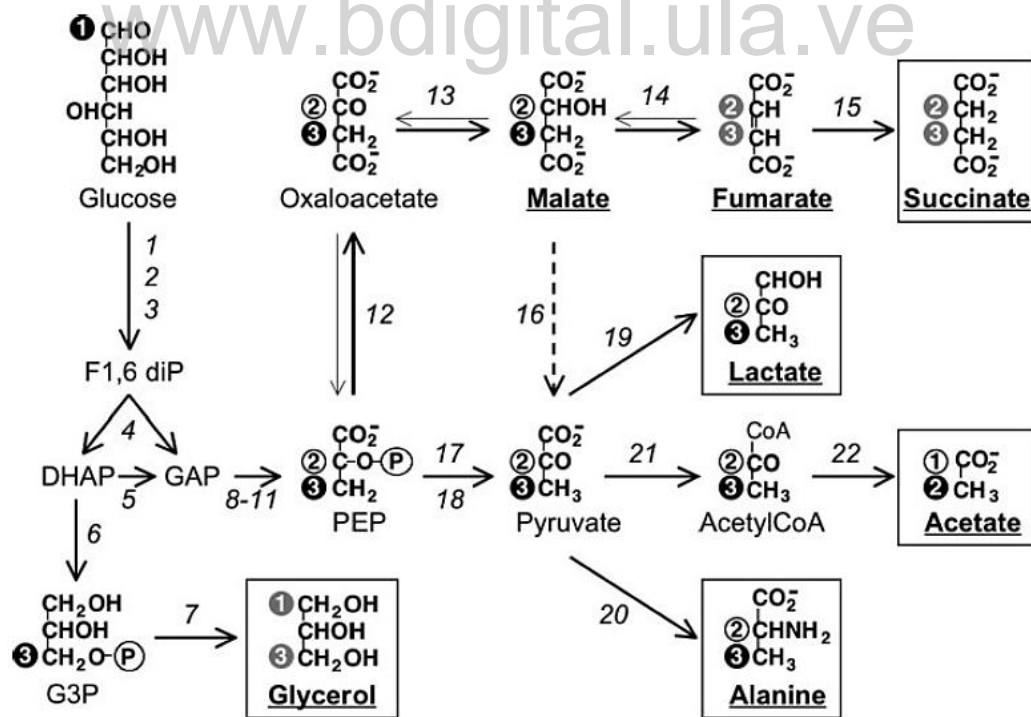 www.bdigital.ula.ve
1 CHO
CHOH
CHOH
OHCH
CHOH
CH2OH
Glucose
1
2
3
F1,6 diP
4
DHAP 5 GAP 8-11
6
CH2OH
CHOH
3 CH2O-P
G3P
7
1 CH2OH
CHOH
3 CH2OH
Glycerol
CO2-
2 CO
3 CH2
CO2-
Oxaloacetate
13
CO2-
2 CHOH
3 CH2
CO2-
Malate
14
CO2-
2 CH
3 CH
CO2-
Fumarate
15
CO2-
2 CH2
3 CH2
CO2-
Succinate
12
16
19
CHOH
2 CO
3 CH3
Lactate
CO2-
2 C-O-P
3 CH2
PEP
17
18
CO2-
2 CO
3 CH3
Pyruvate
21
CoA
2 CO
3 CH3
AcetylCoA
22
1 CO2-
2 CH3
Acetate
20
CO2-
2 CHNH2
3 CH3
Alanine